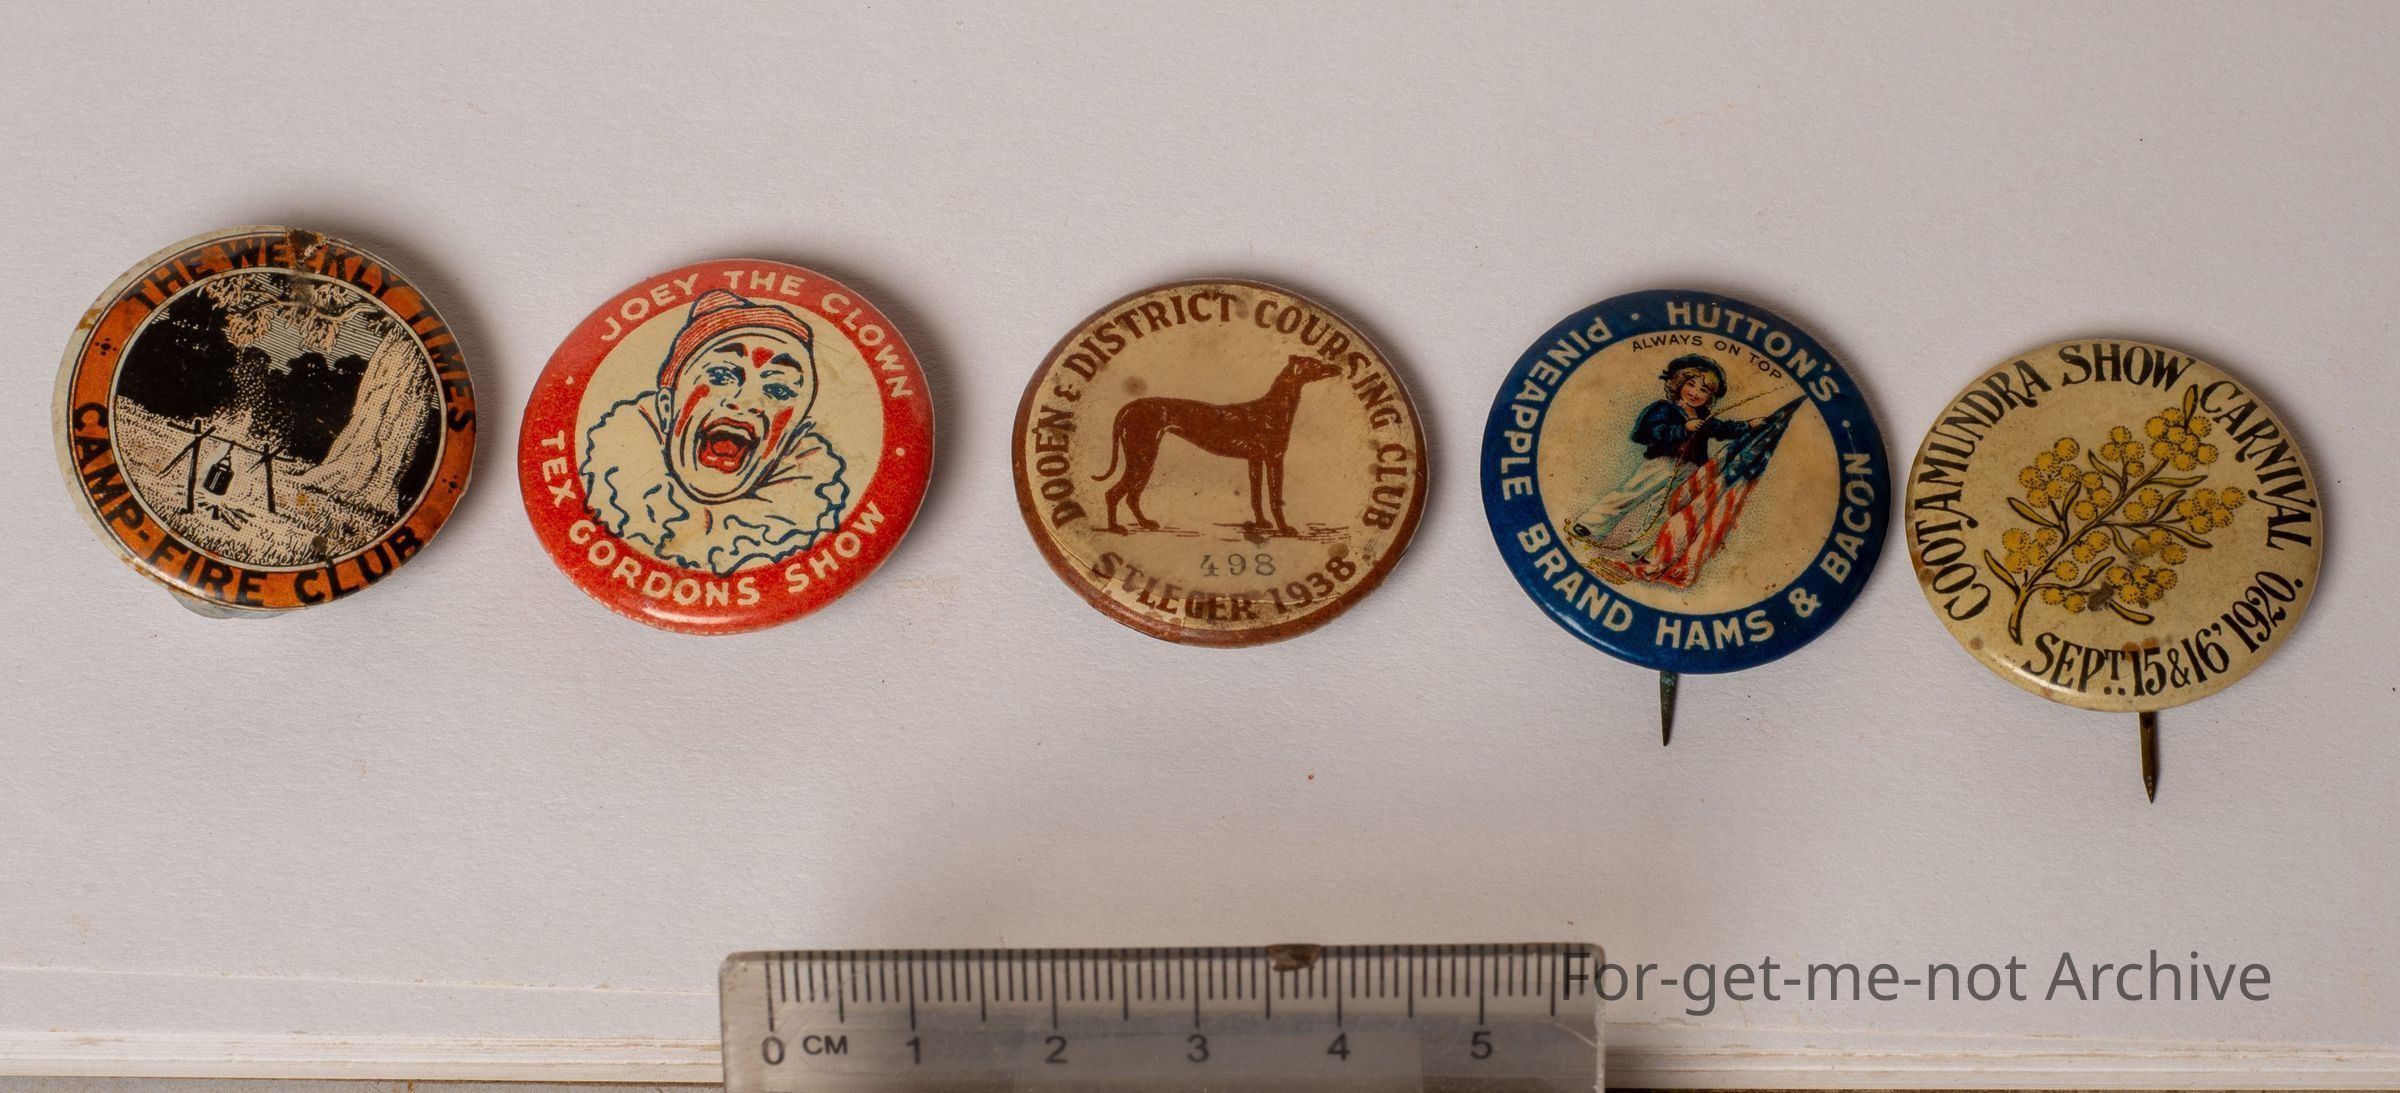 THE WEEKLY TIMES
CAMP-FIRE CLUB
JOEY THE CLOWN
TEX GORDONS SHOW
DOOEN & DISTRICT COURSING CLUB
498
ST. LEGER 1938
HUTTON'S
PINEAPPLE BRAND HAMS & BACON
ALWAYS ON TOP
COOTAMUNDRA SHOW CARNIVAL
SEPT. 15 & 16' 1920.
0 CM 1 2 3 4 5
For-get-me-not Archive